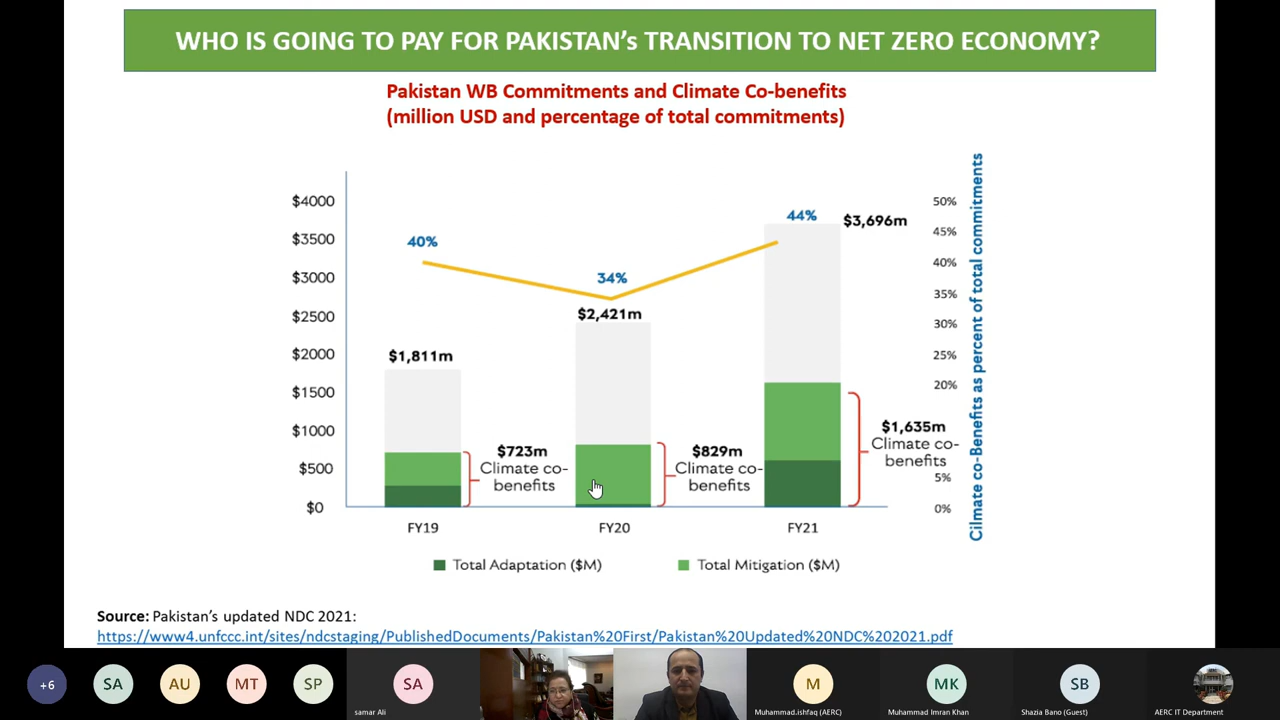 WHO IS GOING TO PAY FOR PAKISTAN's TRANSITION TO NET ZERO ECONOMY?
Pakistan WB Commitments and Climate Co-benefits
(million USD and percentage of total commitments)
$4000
$3500
$3000
$2500
$2000
$1500
$1000
$500
$0
40%
34%
44%
$1,811m
$2,421m
$3,696m
$723m
Climate co-
benefits
$829m
Climate co-
benefits
$1,635m
Climate co-
benefits
50%
45%
40%
35%
30%
25%
20%
5%
0%
Cilmate co-Benefits as percent of total commitments
FY19
FY20
FY21
Total Adaptation ($M)
Total Mitigation ($M)
Source: Pakistan's updated NDC 2021:
https://www4.unfccc.int/sites/ndcstaging/PublishedDocuments/Pakistan%20First/Pakistan%20Updated%20NDC%202021.pdf
+6
SA
AU
MT
SP
SA
samar Ali
M
Muhammad.ishfaq (AERC)
MK
Muhammad Imran Khan
SB
Shazia Bano (Guest)
AERC IT Department